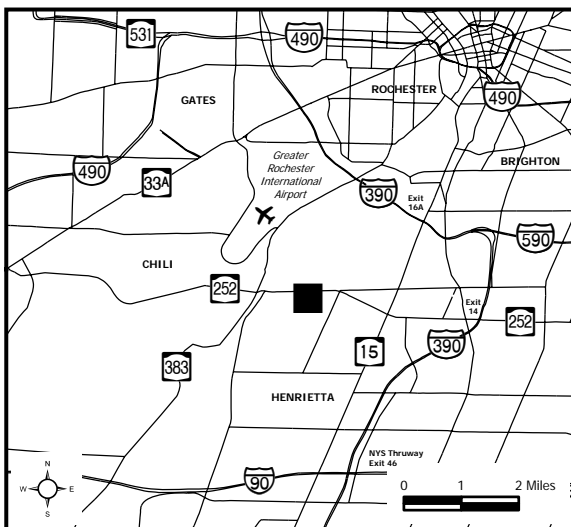 531
490
ROCHESTER
GATES
490
BRIGHTON
Greater
Rochester
International
Airport
490
33A
390
Exit
16A
590
CHILI
252
Exit
14
252
15
390
383
HENRIETTA
NYS Thruway
Exit 46
90
N
W
E
S
0 1 2 Miles